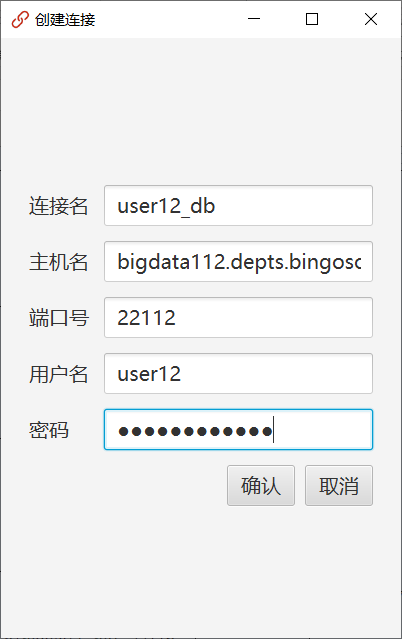 创建连接
连接名 user12_db
主机名 bigdata112.depts.bingosc
端口号 22112
用户名 user12
密码 ●●●●●●●●●●●●
确认 取消